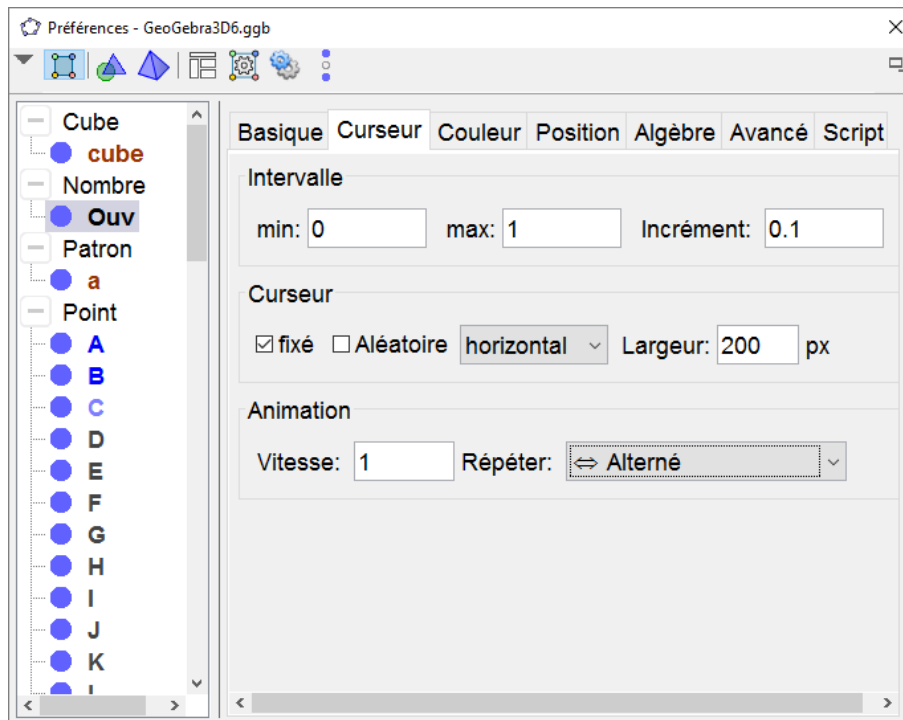 Préférences - GeoGebra3D6.ggb
Cube
cube
Nombre
Ouv
Patron
a
Point
A
B
C
D
E
F
G
H
I
J
K
Basique Curseur Couleur Position Algèbre Avancé Script
Intervalle
min: 0 max: 1 Incrément: 0.1
Curseur
fixé Aléatoire horizontal Largeur: 200 px
Animation
Vitesse: 1 Répéter: ⇔ Alterné